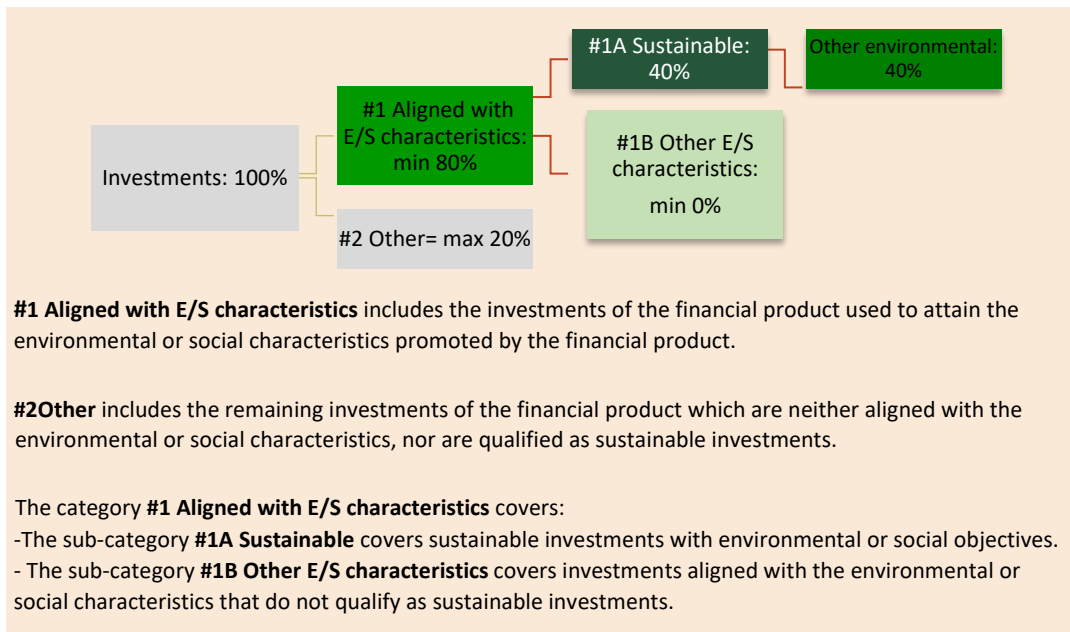 #1A Sustainable:
40%
Other environmental:
40%
#1 Aligned with
E/S characteristics:
min 80%
#1B Other E/S
characteristics:
min 0%
Investments: 100%
#2 Other= max 20%
#1 Aligned with E/S characteristics includes the investments of the financial product used to attain the
environmental or social characteristics promoted by the financial product.
#2Other includes the remaining investments of the financial product which are neither aligned with the
environmental or social characteristics, nor are qualified as sustainable investments.
The category #1 Aligned with E/S characteristics covers:
-The sub-category #1A Sustainable covers sustainable investments with environmental or social objectives.
- The sub-category #1B Other E/S characteristics covers investments aligned with the environmental or
social characteristics that do not qualify as sustainable investments.